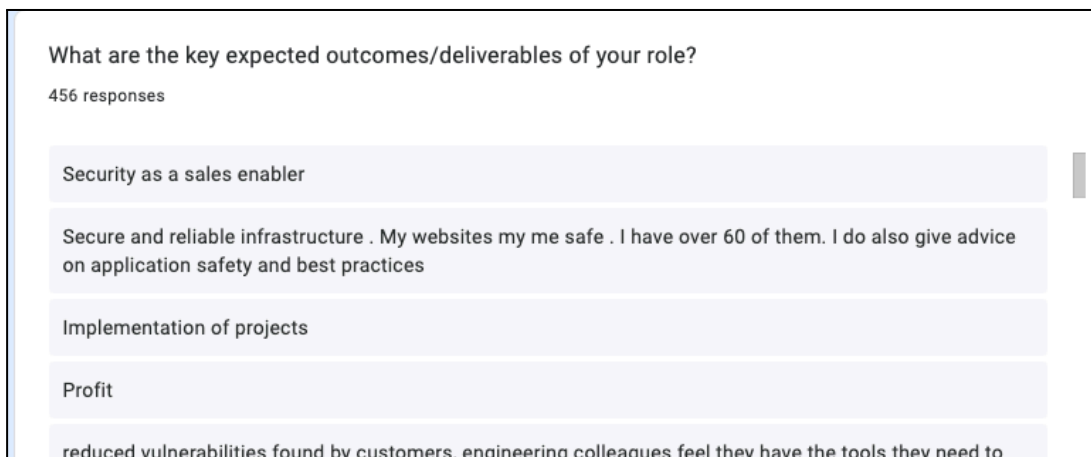 What are the key expected outcomes/deliverables of your role?
456 responses
Security as a sales enabler
Secure and reliable infrastructure . My websites my me safe . I have over 60 of them. I do also give advice
on application safety and best practices
Implementation of projects
Profit
reduced vulnerabilities found by customers, engineering colleagues feel they have the tools they need to